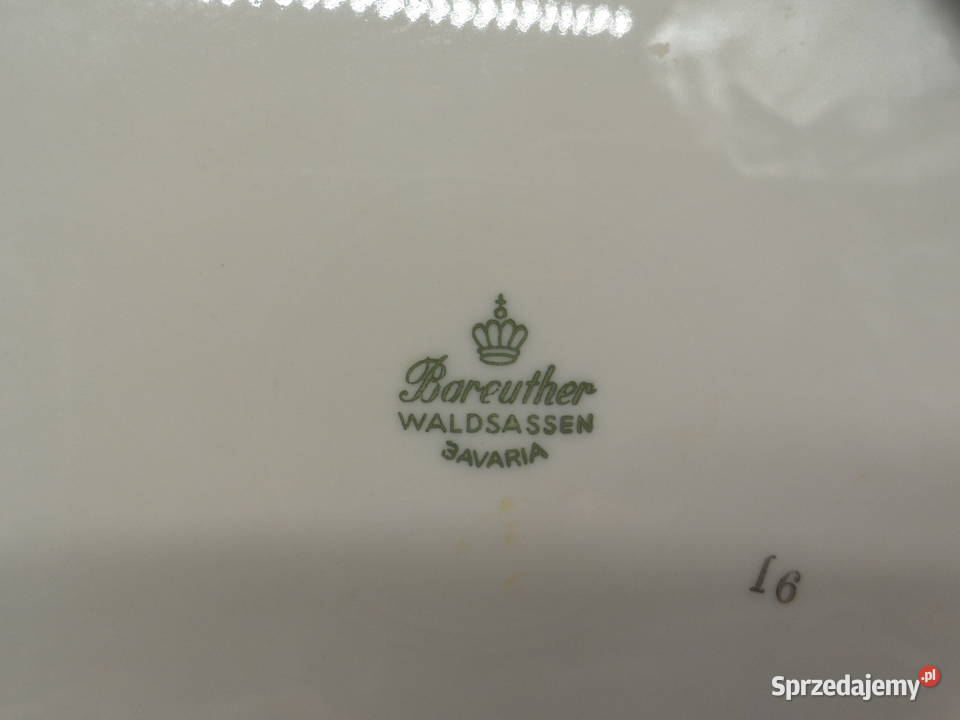 Bareuther
WALDSASSEN
BAVARIA
16
Sprzedajemy.pl